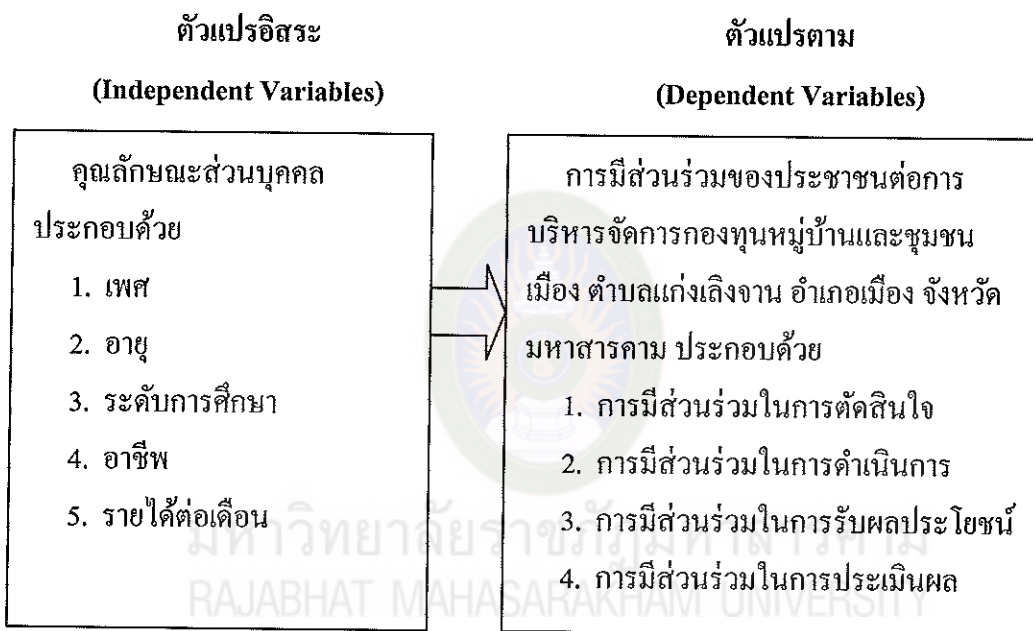 ตัวแปรอิสระ
(Independent Variables)
คุณลักษณะส่วนบุคคล
ประกอบด้วย
1. เพศ
2. อายุ
3. ระดับการศึกษา
4. อาชีพ
5. รายได้ต่อเดือน
ตัวแปรตาม
(Dependent Variables)
การมีส่วนร่วมของประชาชนต่อการ
บริหารจัดการกองทุนหมู่บ้านและชุมชน
เมือง ตำบลแก่งเลิงจาน อำเภอเมือง จังหวัด
มหาสารคาม ประกอบด้วย
1. การมีส่วนร่วมในการตัดสินใจ
2. การมีส่วนร่วมในการดำเนินการ
3. การมีส่วนร่วมในการรับผลประโยชน์
4. การมีส่วนร่วมในการประเมินผล
มหาวิทยาลัยราชภัฏมหาสารคาม
RAJABHAT MAHASARAKHAM UNIVERSITY